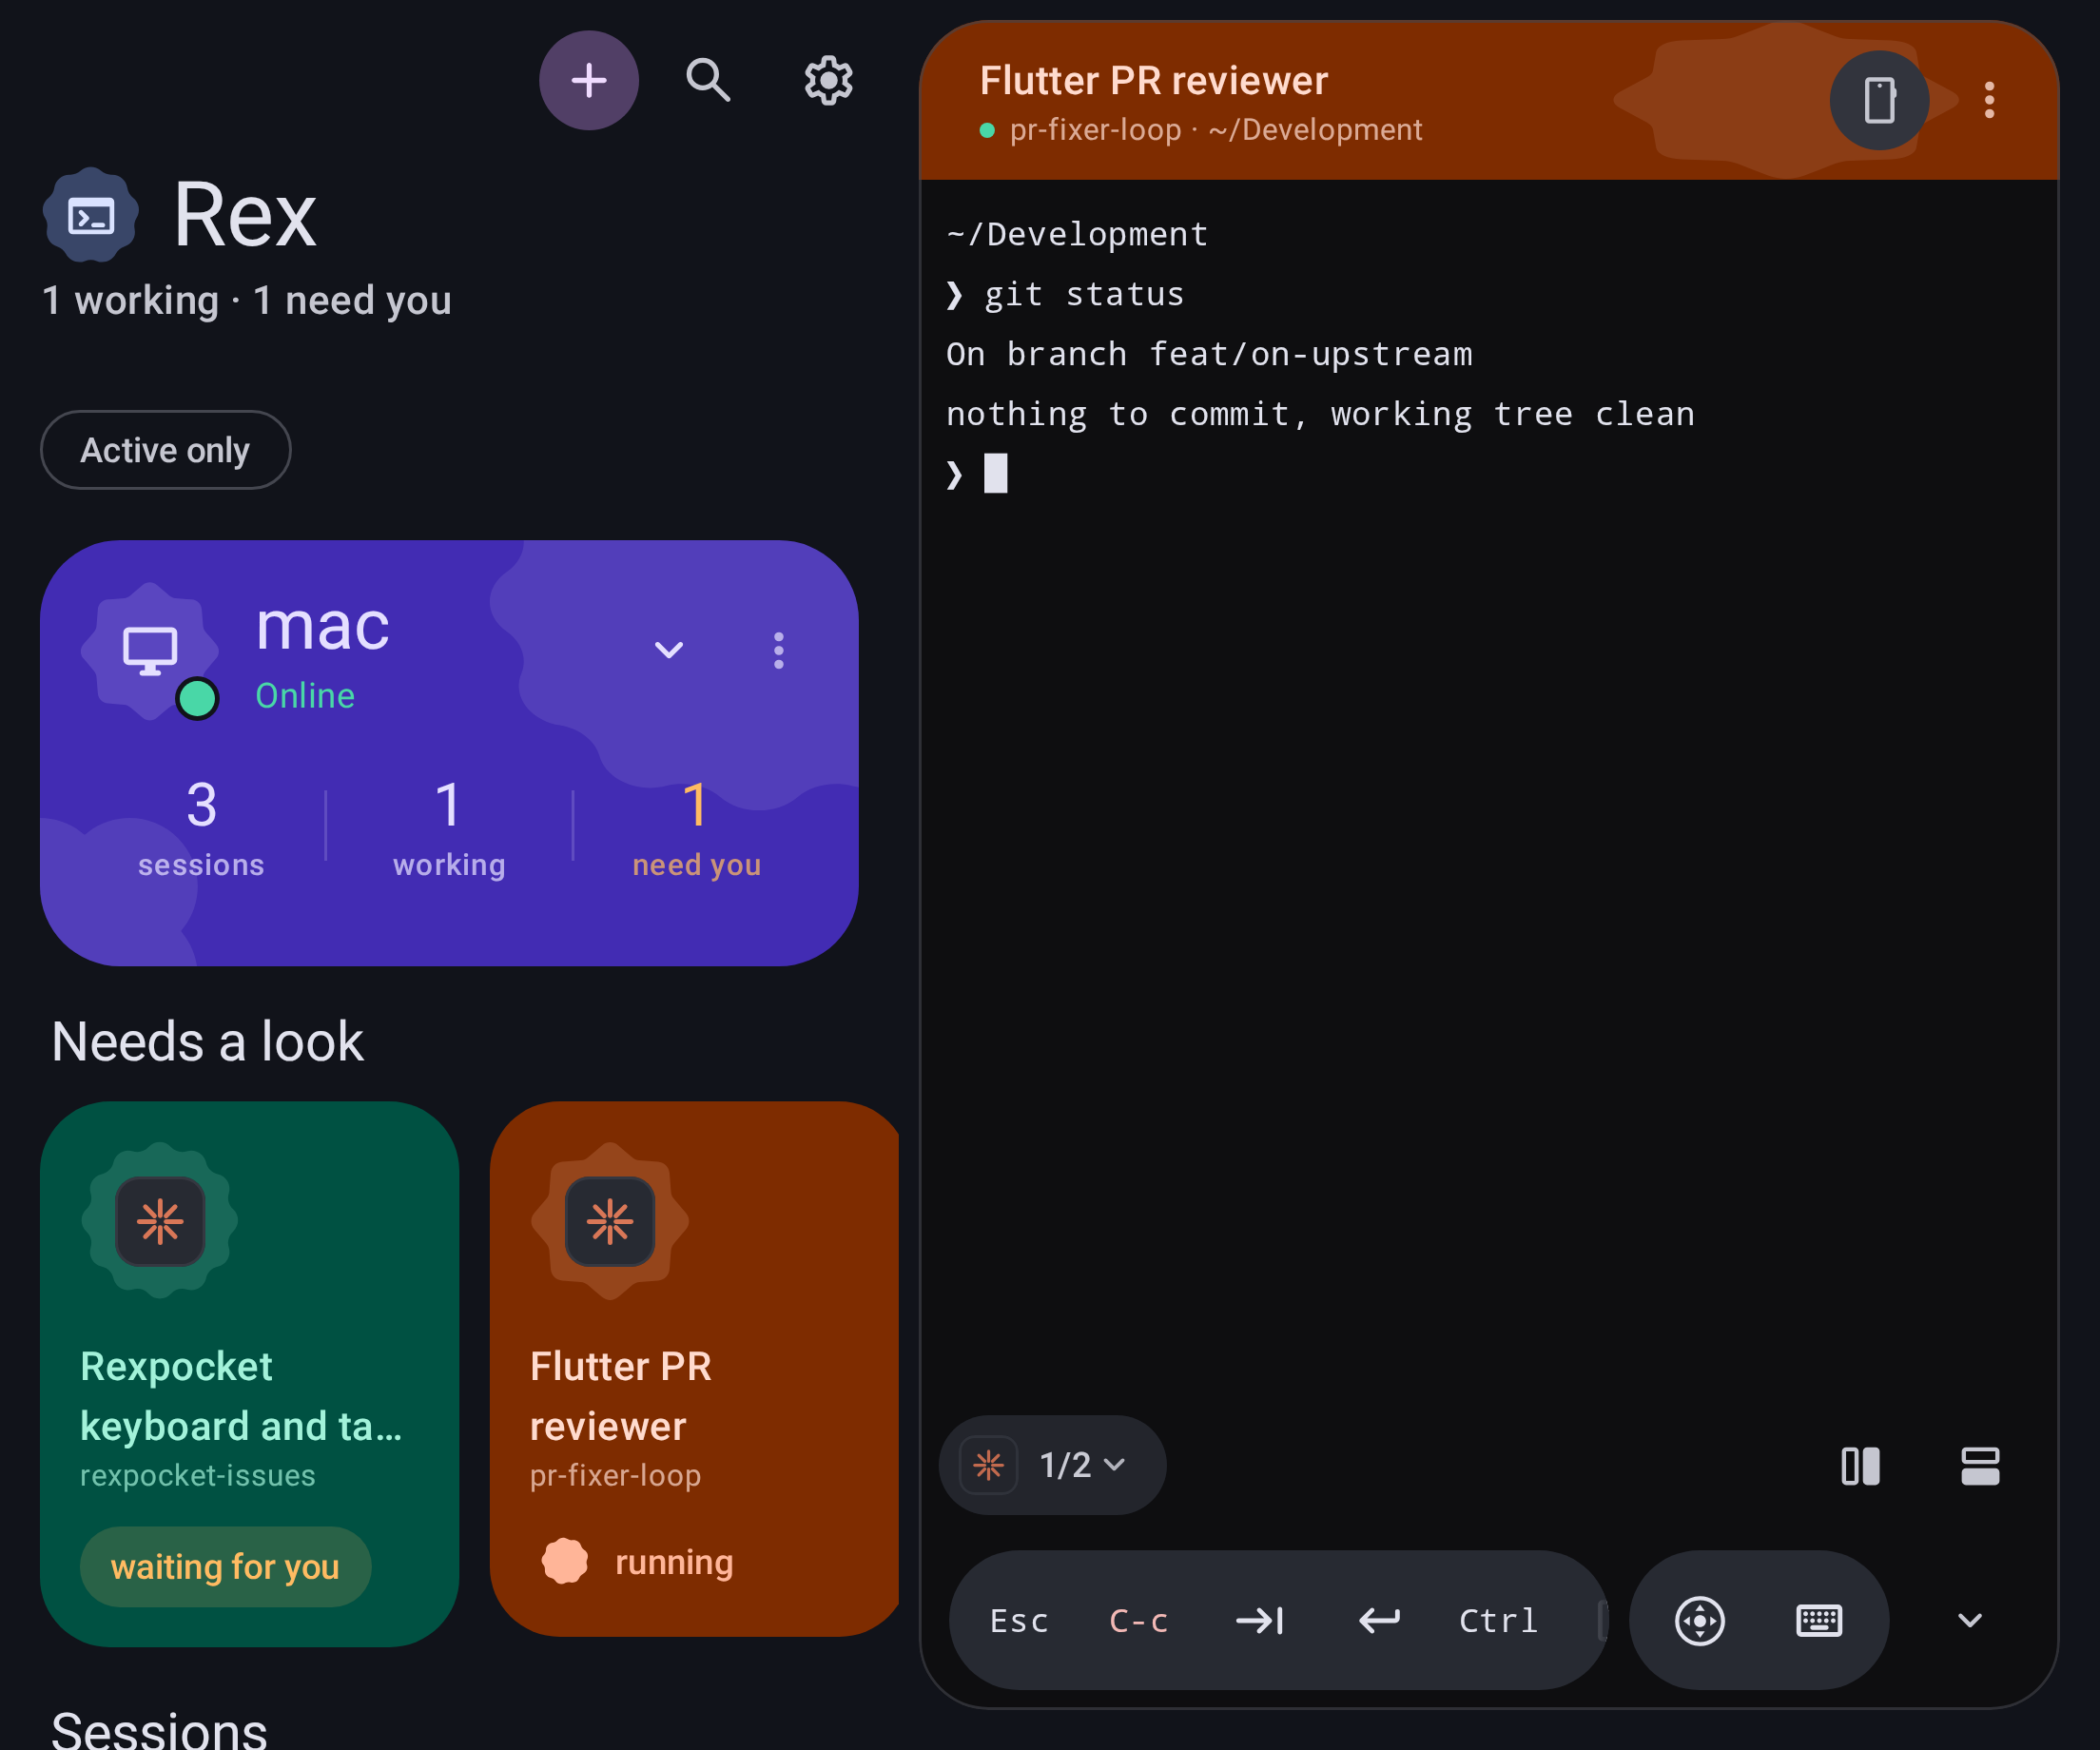 Rex
1 working · 1 need you
Active only
mac
Online
3
sessions
1
working
1
need you
Needs a look
Rexpocket
keyboard and ta…
rexpocket-issues
waiting for you
Flutter PR
reviewer
pr-fixer-loop
running
Sessions
Flutter PR reviewer
pr-fixer-loop · ~/Development
~/Development
❯ git status
On branch feat/on-upstream
nothing to commit, working tree clean
❯
1/2
Esc C-c Ctrl